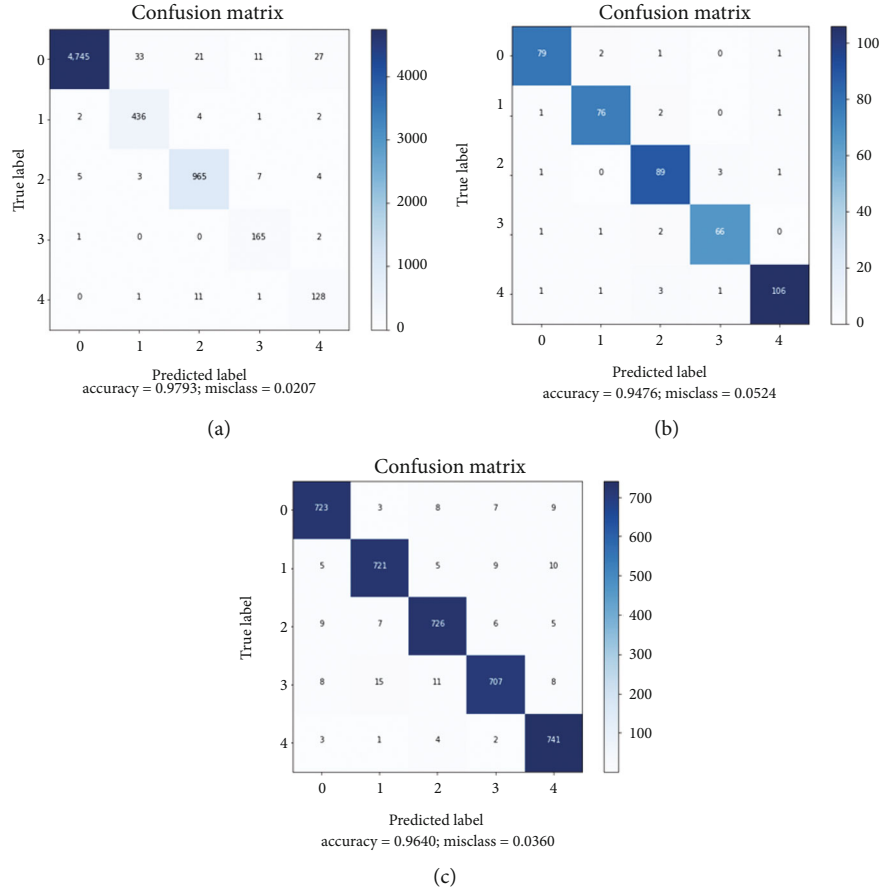 Confusion matrix
0 4,745 33 21 11 27
1 2 436 4 1 2
2 5 3 965 7 4
3 1 0 0 165 2
4 0 1 11 1 128
0 1 2 3 4
True label
Predicted label
accuracy = 0.9793; misclass = 0.0207
4000
3000
2000
1000
0
(a)
Confusion matrix
0 79 2 1 0 1
1 1 76 2 0 1
2 1 0 89 3 1
3 1 1 2 66 0
4 1 1 3 1 106
0 1 2 3 4
True label
Predicted label
accuracy = 0.9476; misclass = 0.0524
100
80
60
40
20
0
(b)
Confusion matrix
0 723 3 8 7 9
1 5 721 5 9 10
2 9 7 726 6 5
3 8 15 11 707 8
4 3 1 4 2 741
0 1 2 3 4
True label
Predicted label
accuracy = 0.9640; misclass = 0.0360
700
600
500
400
300
200
100
(c)